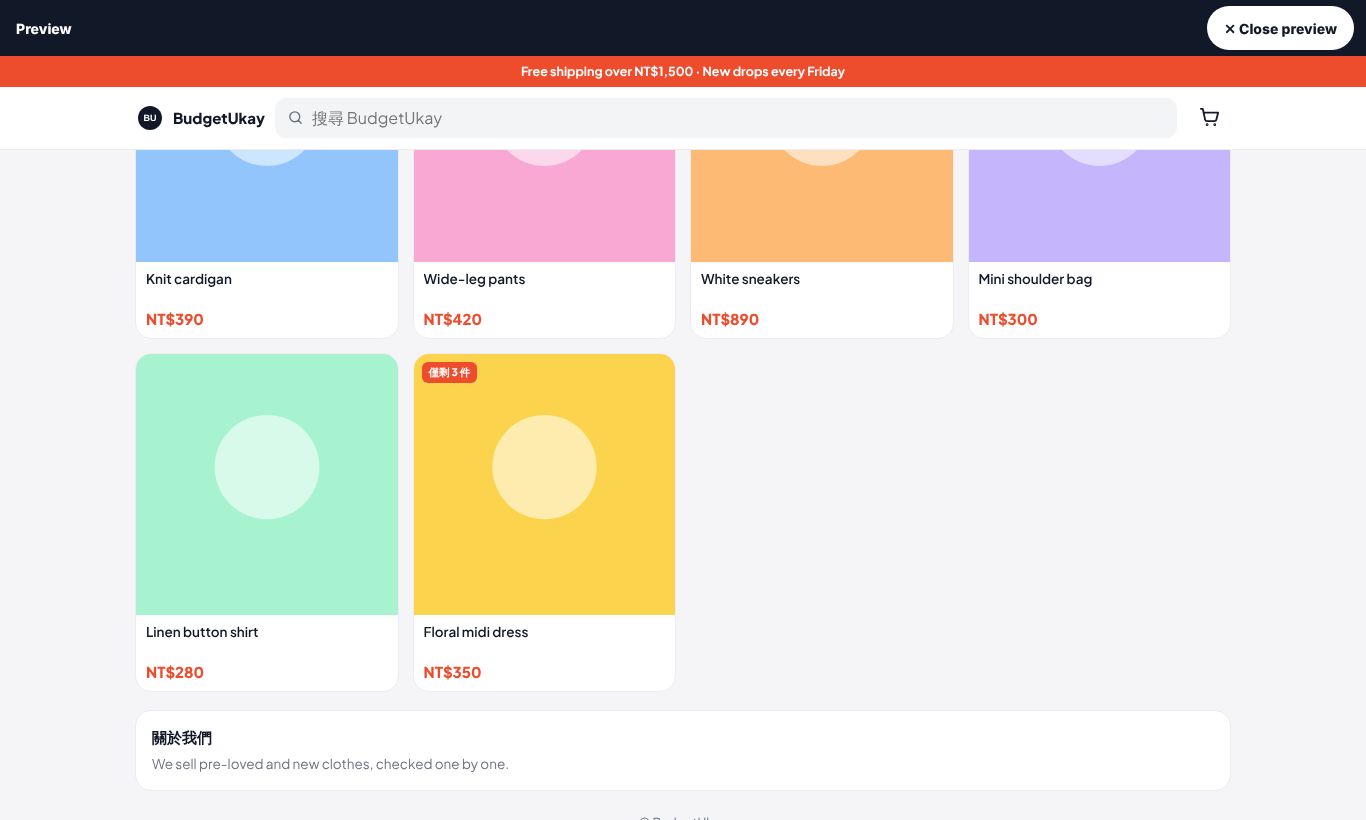 Preview
✕ Close preview
Free shipping over NT$1,500 · New drops every Friday
BU
BudgetUkay
搜尋 BudgetUkay
Knit cardigan
NT$390
Wide-leg pants
NT$420
White sneakers
NT$890
Mini shoulder bag
NT$300
Linen button shirt
NT$280
僅剩 3 件
Floral midi dress
NT$350
關於我們
We sell pre-loved and new clothes, checked one by one.